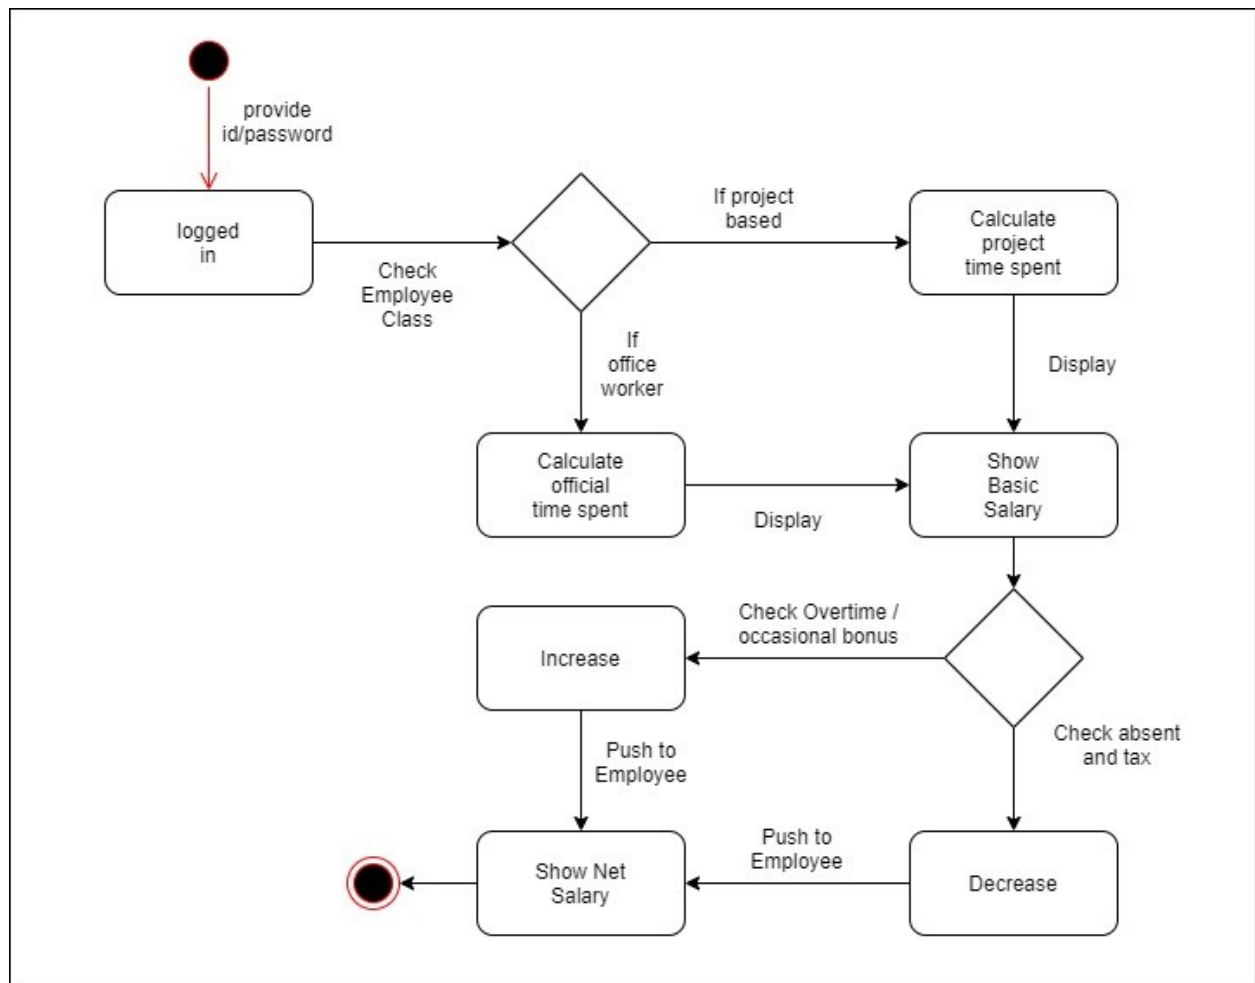 provide
id/password
logged
in
Check
Employee
Class
If project
based
Calculate
project
time spent
If
office
worker
Display
Calculate
official
time spent
Display
Show
Basic
Salary
Check Overtime /
occasional bonus
Increase
Check absent
and tax
Push to
Employee
Push to
Employee
Show Net
Salary
Decrease